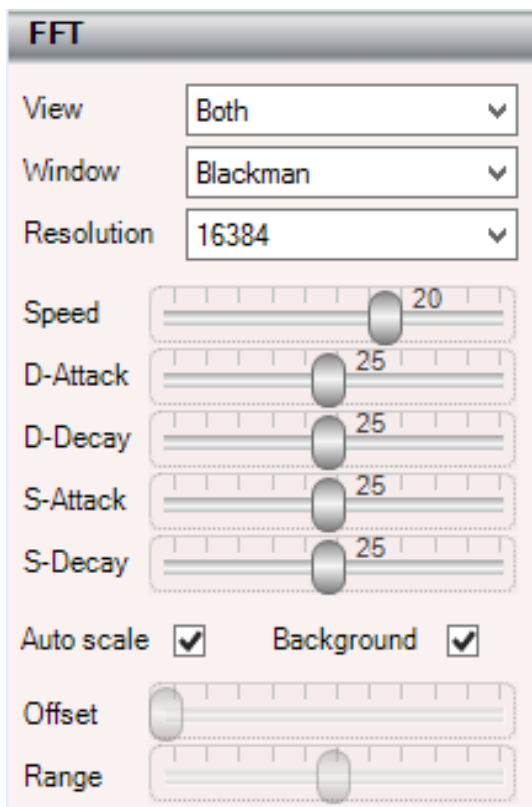 FFT
View Both
Window Blackman
Resolution 16384
Speed 20
D-Attack 25
D-Decay 25
S-Attack 25
S-Decay 25
Auto scale Background
Offset
Range